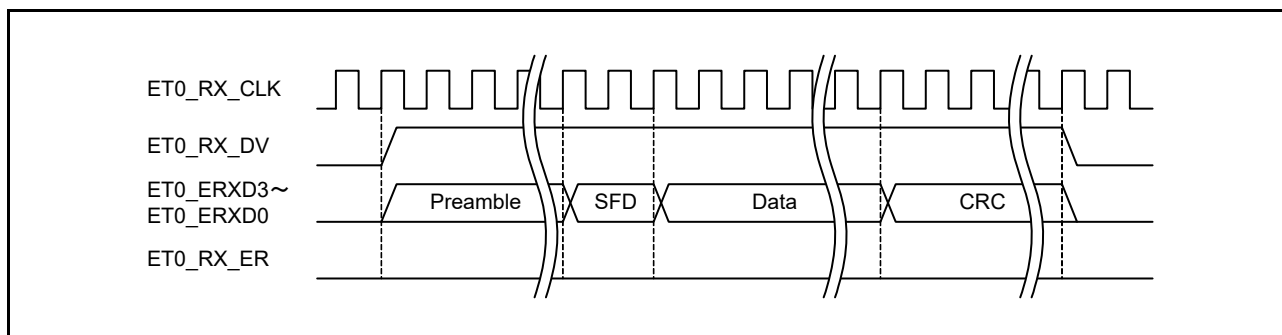 ET0_RX_CLK
ET0_RX_DV
ET0_ERXD3～
ET0_ERXD0
Preamble SFD Data CRC
ET0_RX_ER